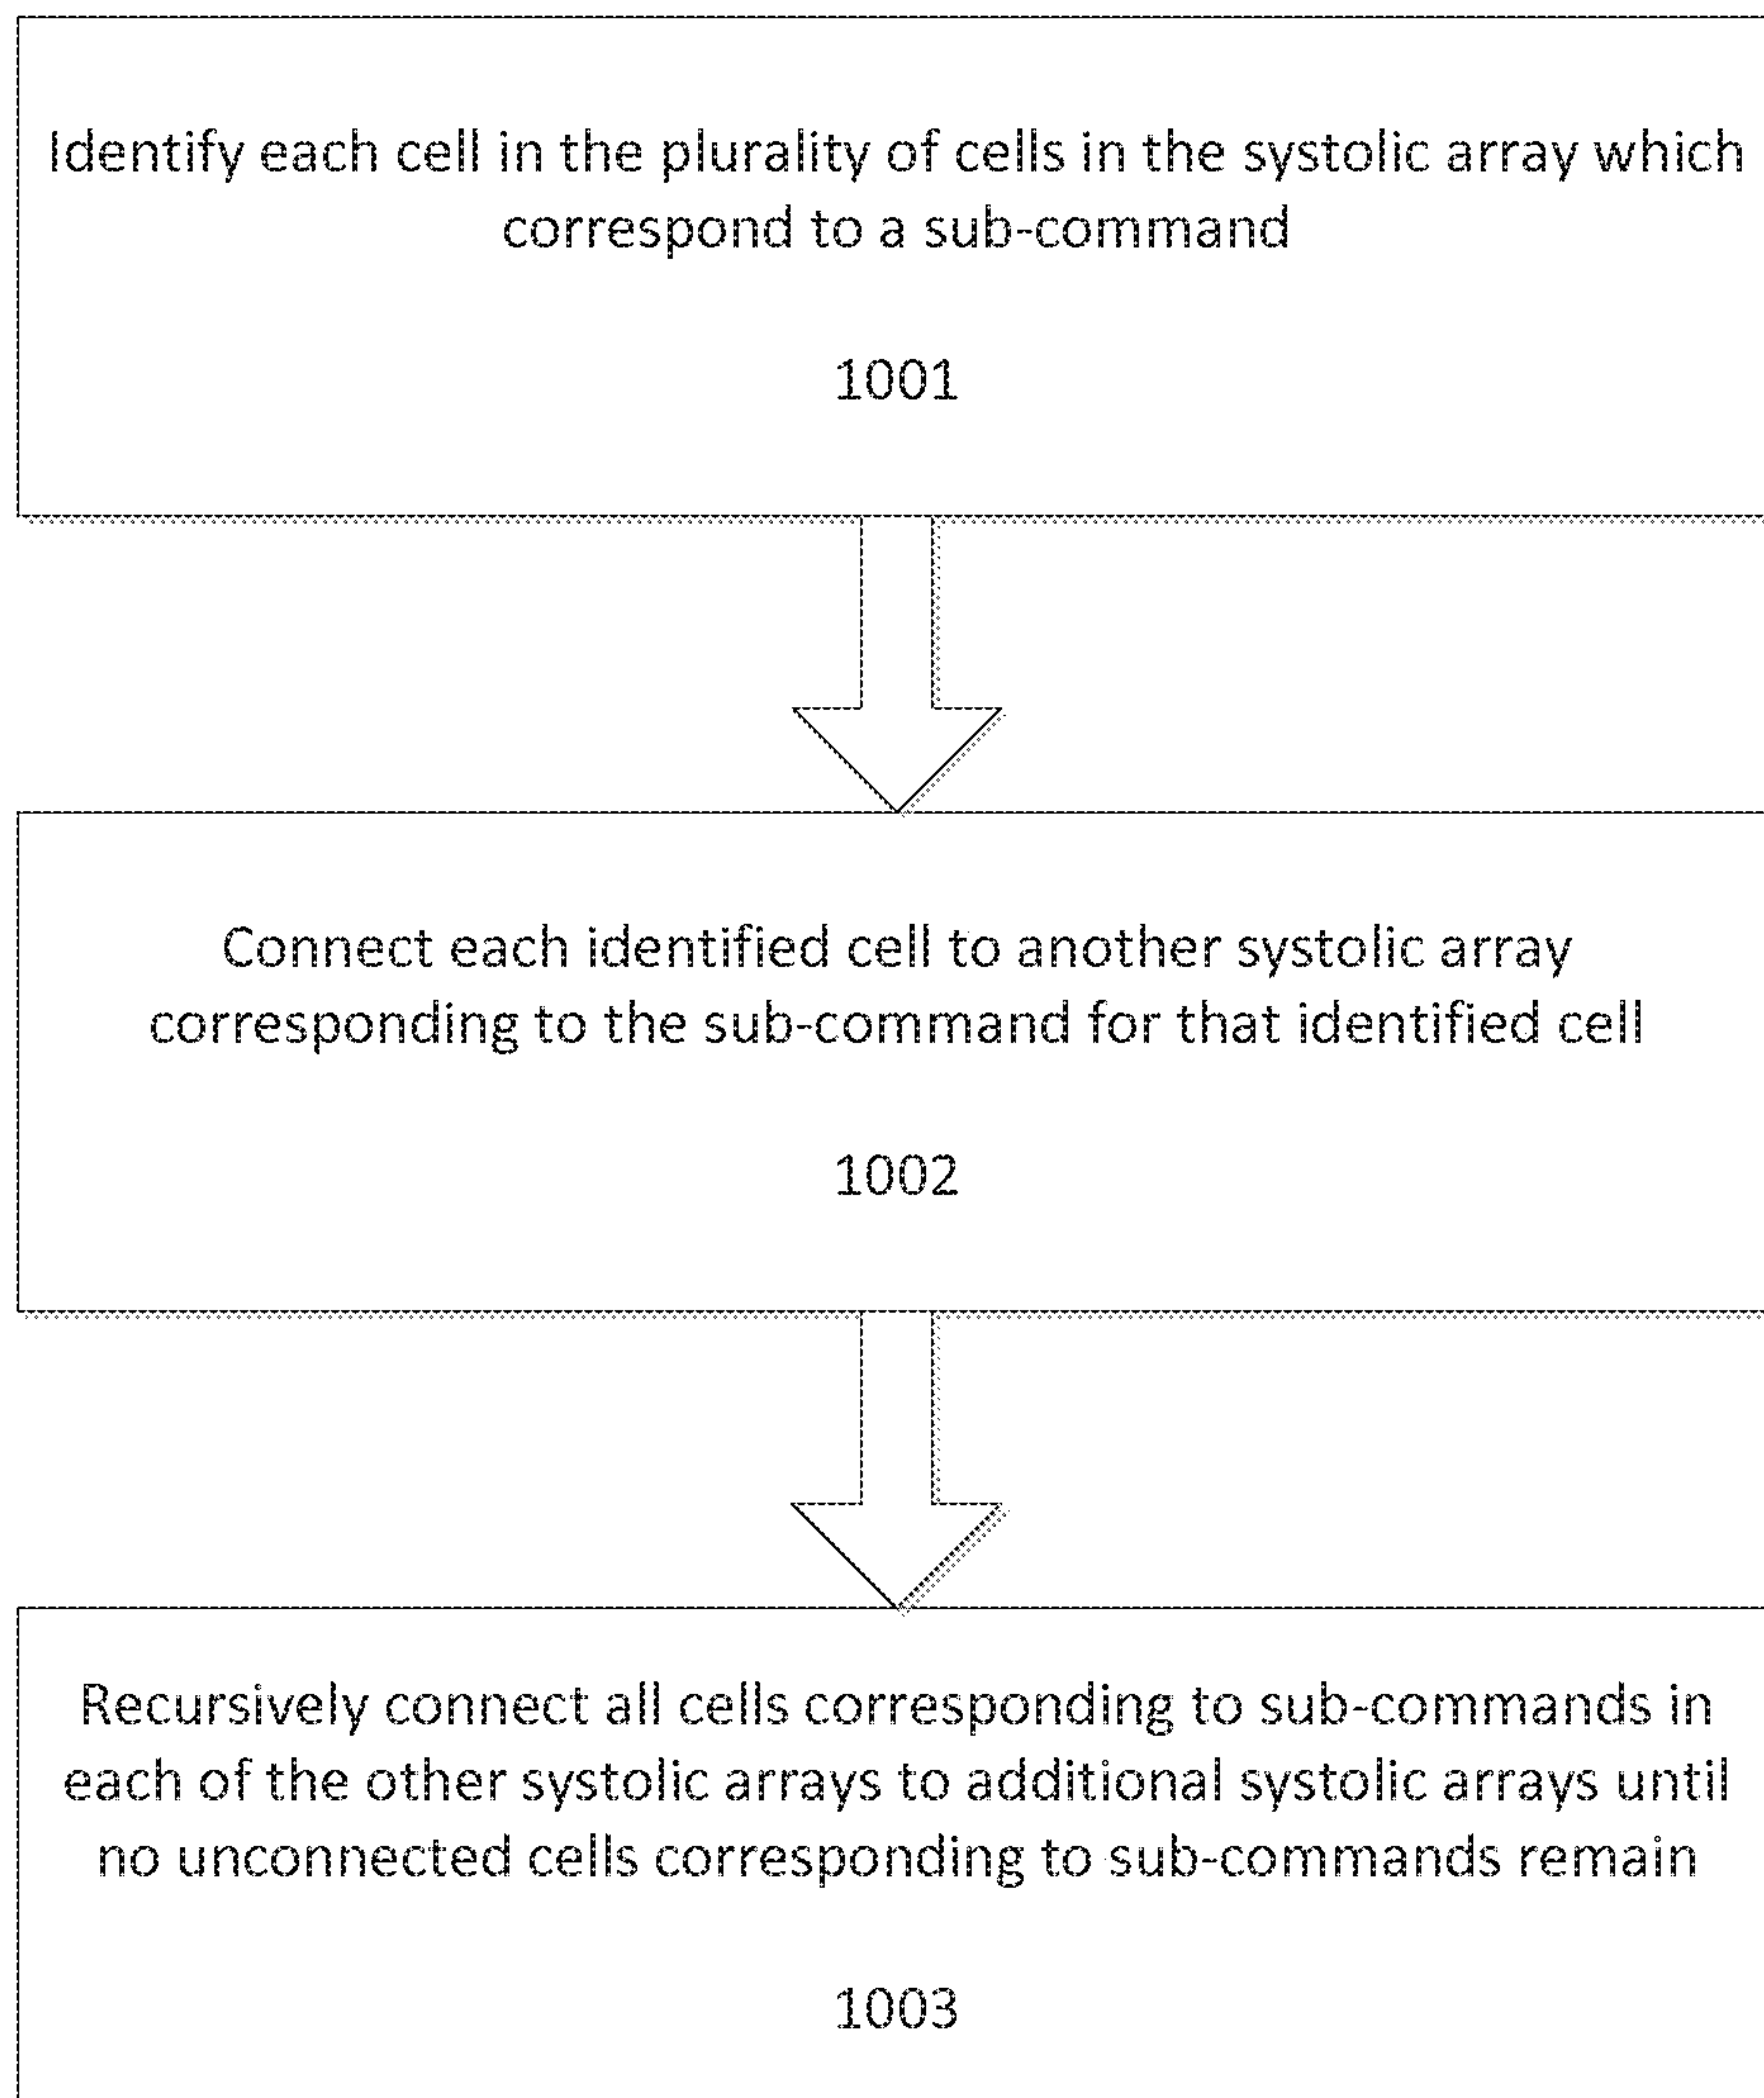 Identify each cell in the plurality of cells in the systolic array which
correspond to a sub-command
1001
Connect each identified cell to another systolic array
corresponding to the sub-command for that identified cell
1002
Recursively connect all cells corresponding to sub-commands in
each of the other systolic arrays to additional systolic arrays until
no unconnected cells corresponding to sub-commands remain
1003